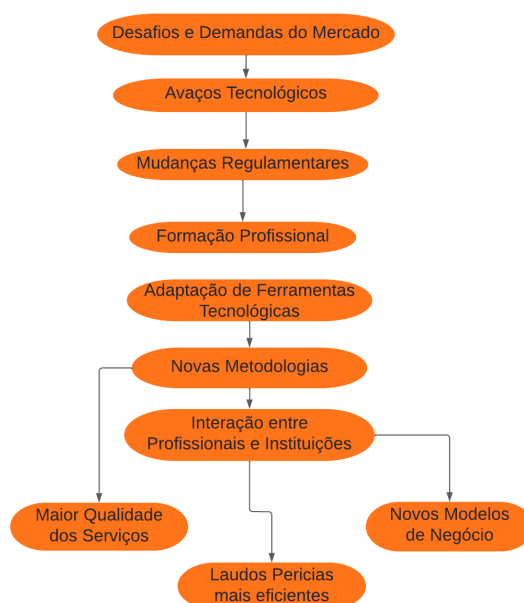 Desafios e Demandas do Mercado
Avaços Tecnológicos
Mudanças Regulamentares
Formação Profissional
Adaptação de Ferramentas
Tecnológicas
Novas Metodologias
Interação entre
Profissionais e Instituições
Maior Qualidade
dos Serviços
Novos Modelos
de Negócio
Laudos Pericias
mais eficientes